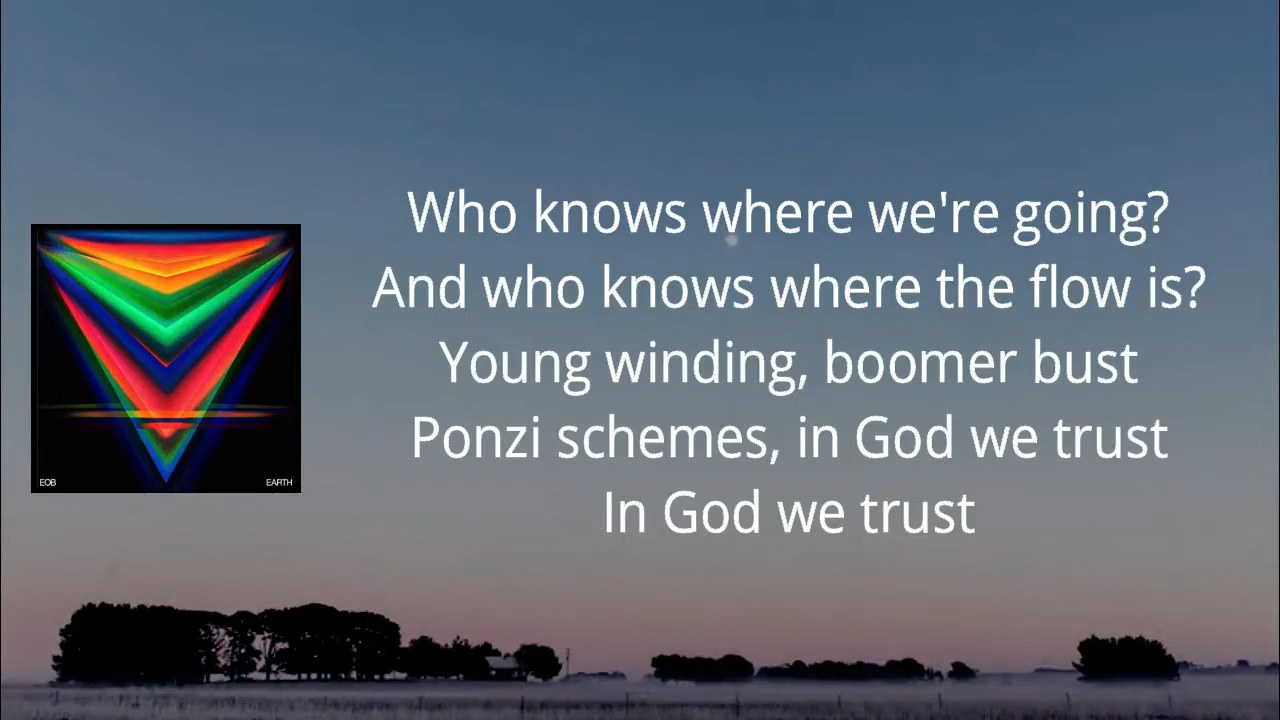 Who knows where we're going?
And who knows where the flow is?
Young winding, boomer bust
Ponzi schemes, in God we trust
In God we trust
EOB
EARTH